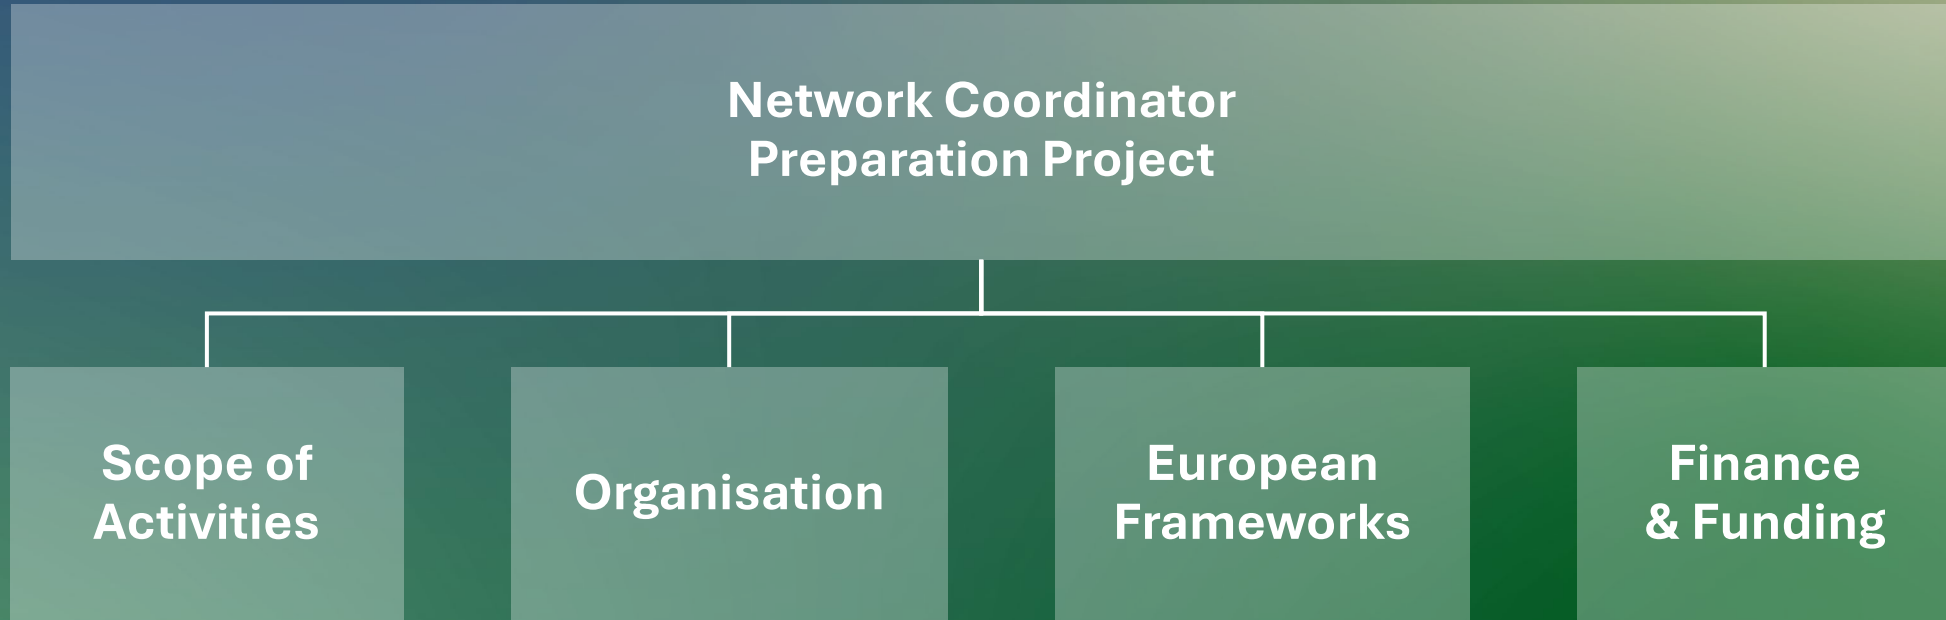 Network Coordinator
Preparation Project
Scope of
Activities
Organisation
European
Frameworks
Finance
& Funding